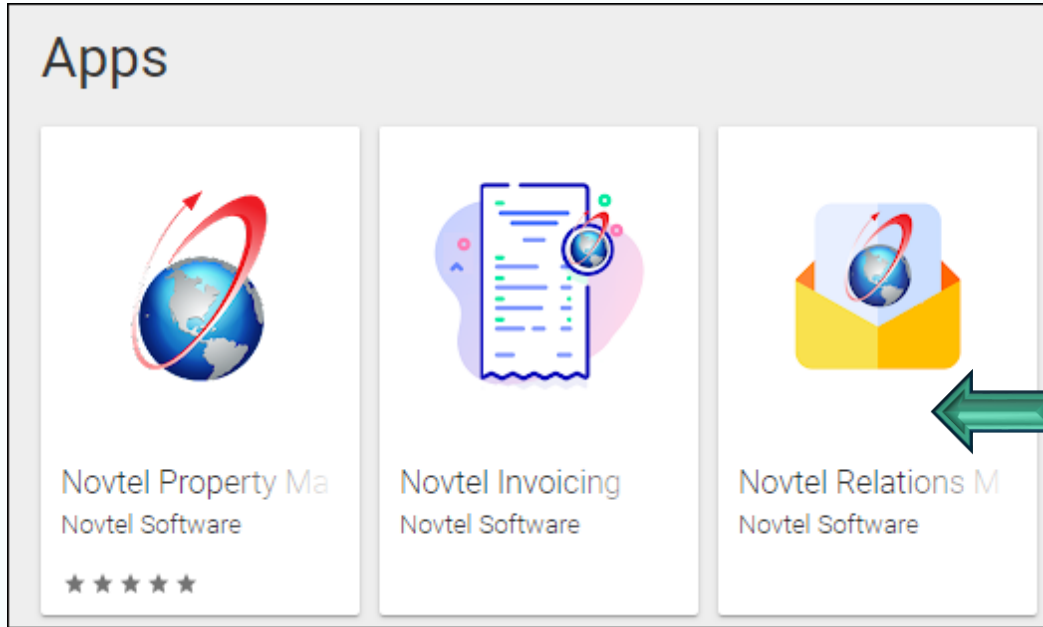 Apps
Novtel Property Ma
Novtel Software
Novtel Invoicing
Novtel Software
Novtel Relations M
Novtel Software